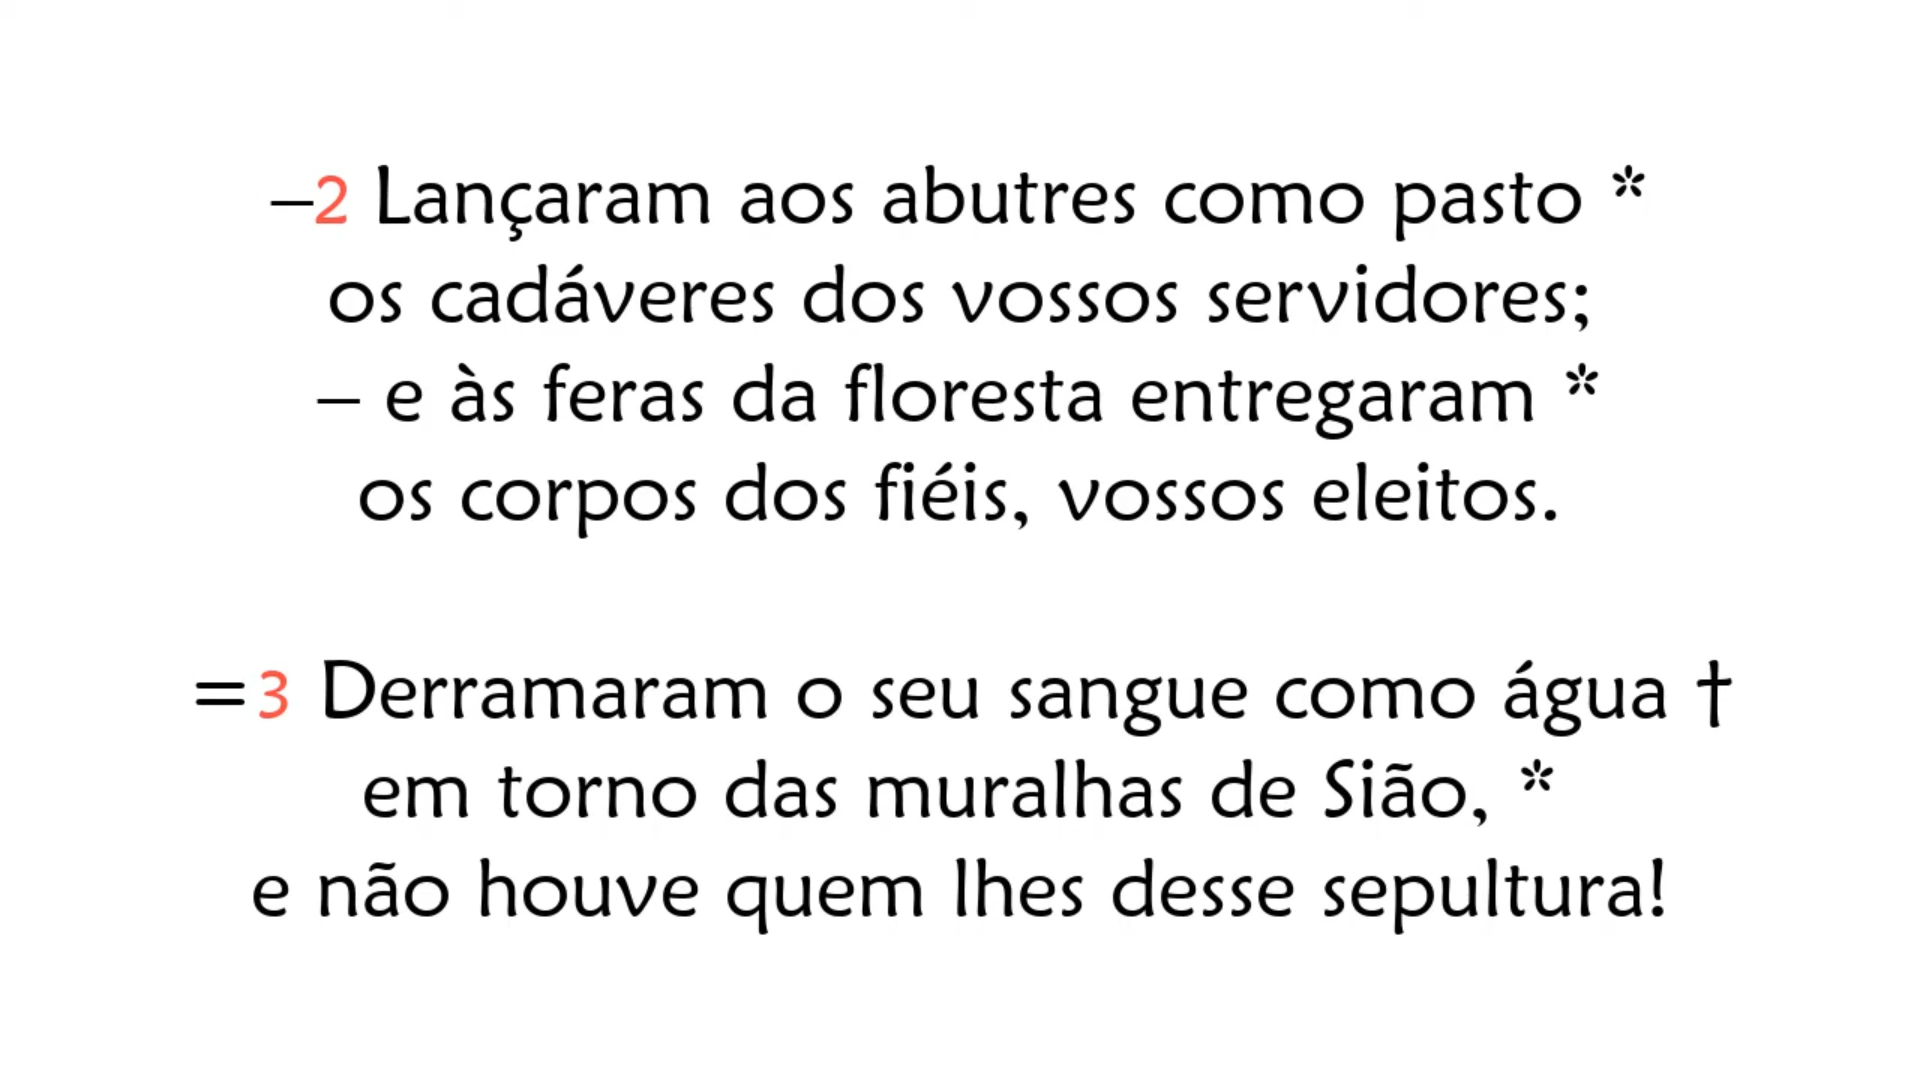 –2 Lançaram aos abutres como pasto *
os cadáveres dos vossos servidores;
– e às feras da floresta entregaram *
os corpos dos fiéis, vossos eleitos.
=3 Derramaram o seu sangue como água †
em torno das muralhas de Sião, *
e não houve quem lhes desse sepultura!